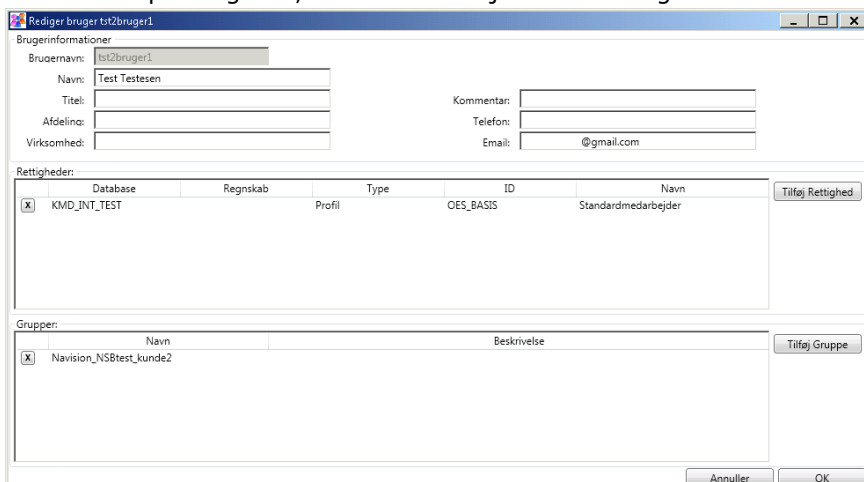 Rediger bruger tst2bruger1
Brugerinformationer
Brugernavn: tst2bruger1
Navn: Test Testesen
Titel: Kommentar:
Afdeling: Telefon:
Virksomhed: Email: @gmail.com
Rettigheder:
Database Regnskab Type ID Navn Tilføj Rettighed
X KMD_INT_TEST Profil OES_BASIS Standardmedarbejder
Grupper:
Navn Beskrivelse Tilføj Gruppe
X Navision_NSBtest_kunde2
Annuller OK